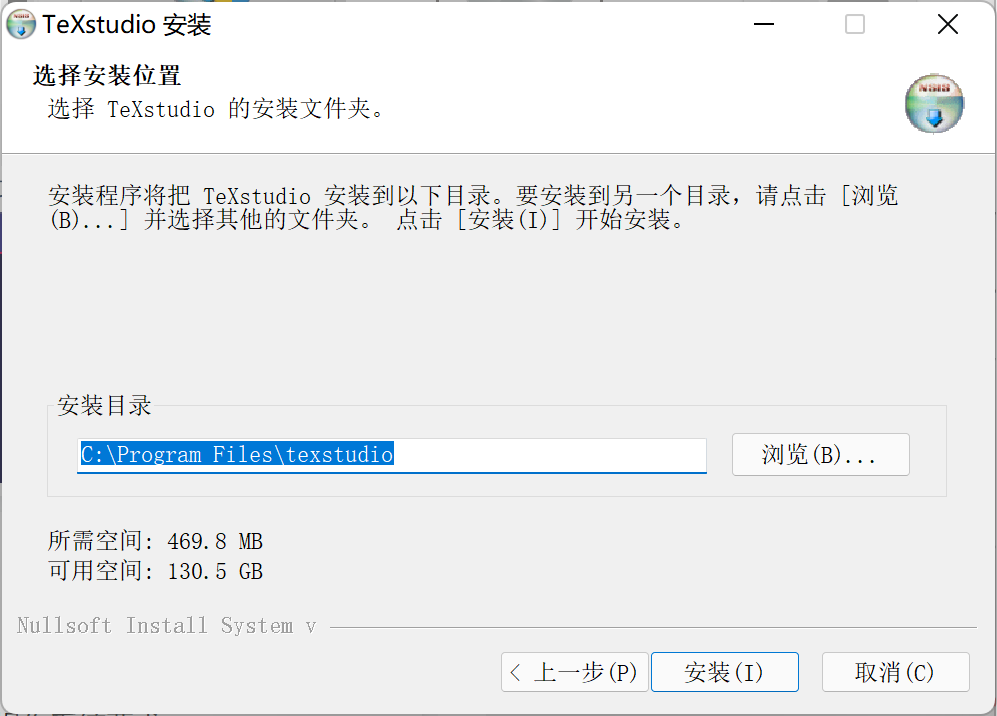 TeXstudio 安装
选择安装位置
选择 TeXstudio 的安装文件夹。
安装程序将把 TeXstudio 安装到以下目录。要安装到另一个目录，请点击 [浏览
(B)...] 并选择其他的文件夹。 点击 [安装(I)] 开始安装。
安装目录
C:\Program Files\texstudio
浏览(B)...
所需空间: 469.8 MB
可用空间: 130.5 GB
Nullsoft Install System v
< 上一步(P)
安装(I)
取消(C)